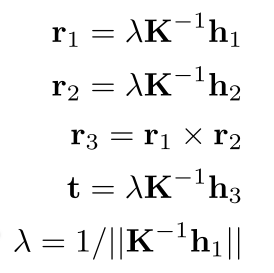 r₁ = λK⁻¹h₁
r₂ = λK⁻¹h₂
r₃ = r₁ × r₂
t = λK⁻¹h₃
λ = 1/||K⁻¹h₁||